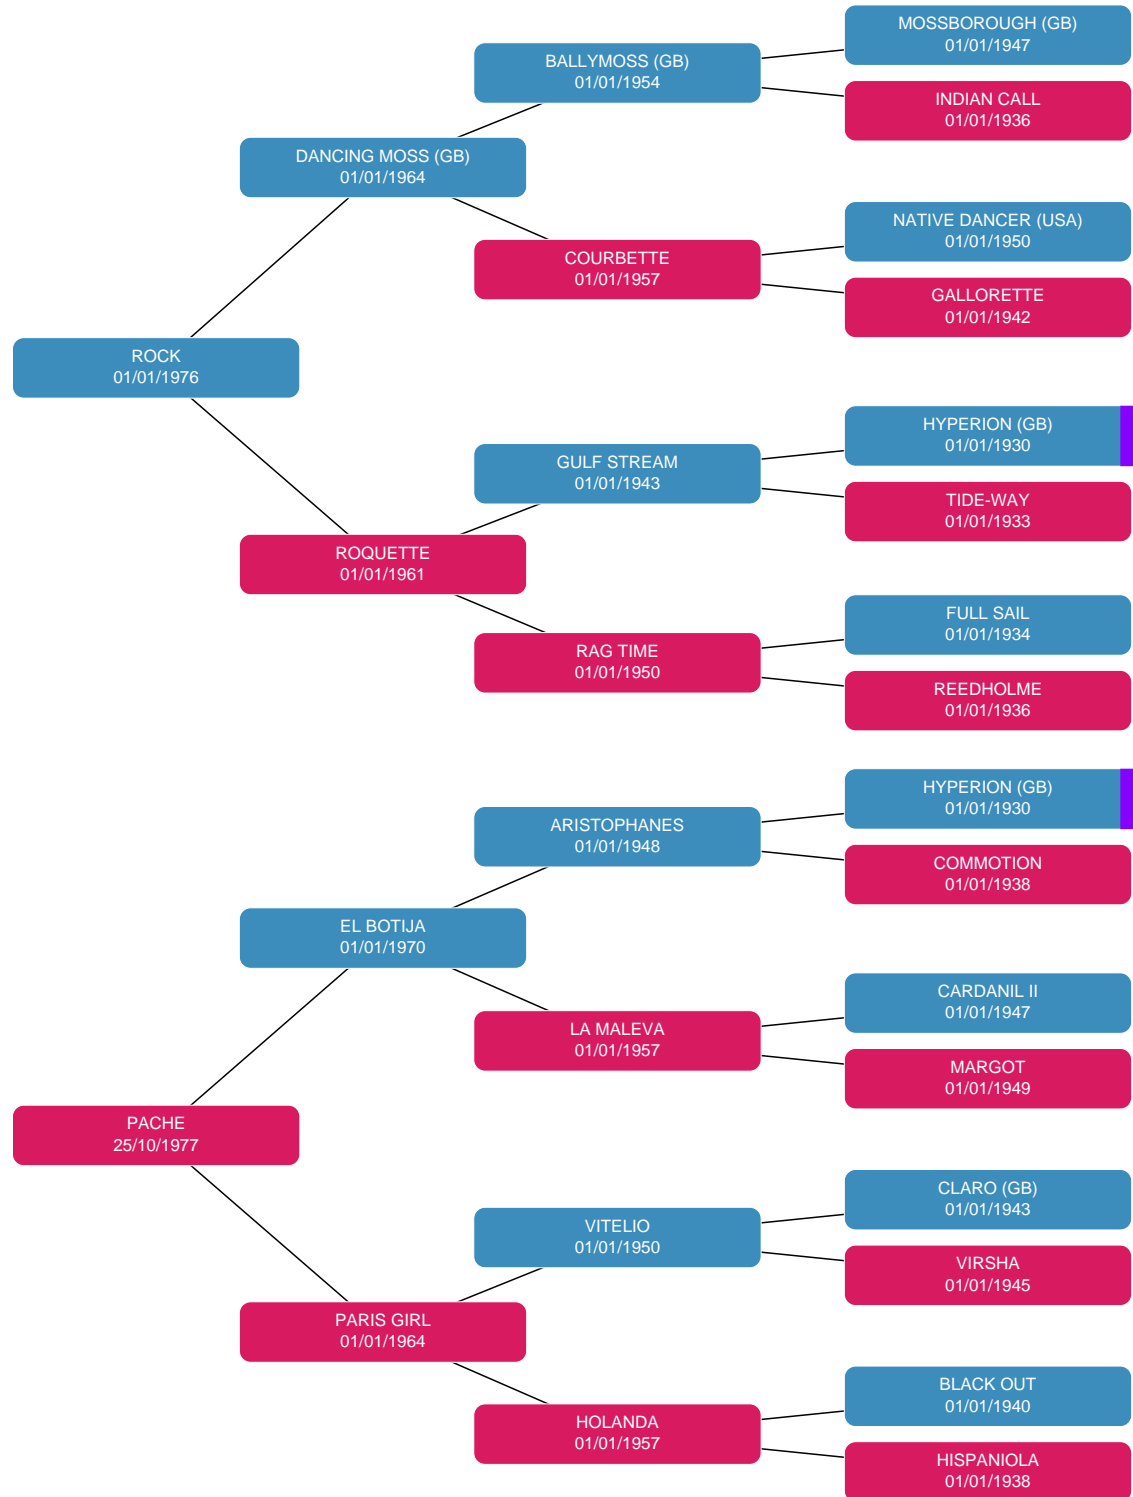 MOSSBOROUGH (GB)
01/01/1947
BALLYMOSS (GB)
01/01/1954
INDIAN CALL
01/01/1936
DANCING MOSS (GB)
01/01/1964
NATIVE DANCER (USA)
01/01/1950
COURBETTE
01/01/1957
GALLORETTE
01/01/1942
ROCK
01/01/1976
HYPERION (GB)
01/01/1930
GULF STREAM
01/01/1943
TIDE-WAY
01/01/1933
ROQUETTE
01/01/1961
FULL SAIL
01/01/1934
RAG TIME
01/01/1950
REEDHOLME
01/01/1936
HYPERION (GB)
01/01/1930
ARISTOPHANES
01/01/1948
COMMOTION
01/01/1938
EL BOTIJA
01/01/1970
CARDANIL II
01/01/1947
LA MALEVA
01/01/1957
MARGOT
01/01/1949
PACHE
25/10/1977
CLARO (GB)
01/01/1943
VITELIO
01/01/1950
VIRSHA
01/01/1945
PARIS GIRL
01/01/1964
BLACK OUT
01/01/1940
HOLANDA
01/01/1957
HISPANIOLA
01/01/1938